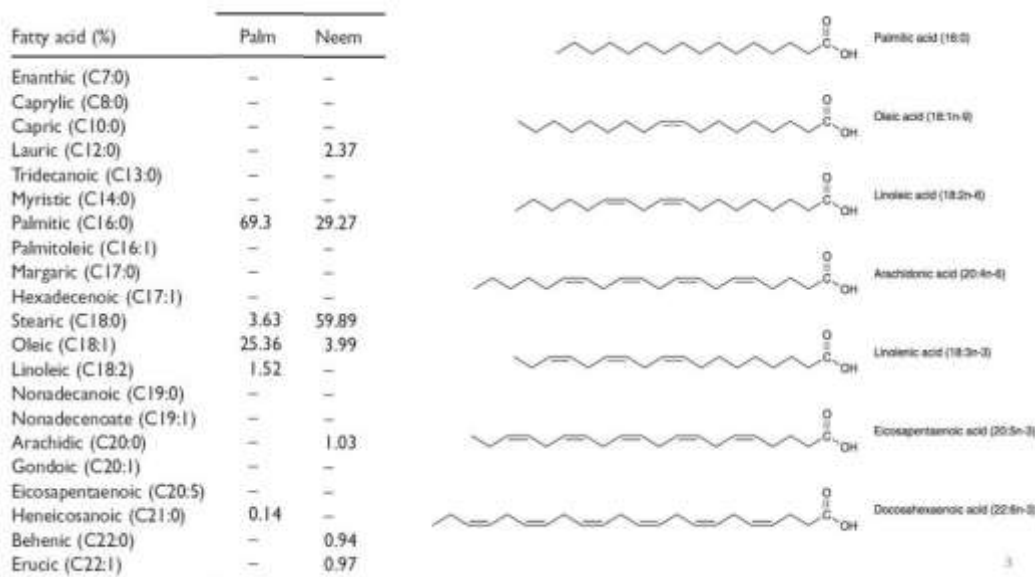 Fatty acid (%) Palm Neem
Enanthic (C7:0) – –
Caprylic (C8:0) – –
Capric (C10:0) – –
Lauric (C12:0) – 2.37
Tridecanoic (C13:0) – –
Myristic (C14:0) – –
Palmitic (C16:0) 69.3 29.27
Palmitoleic (C16:1) – –
Margaric (C17:0) – –
Hexadecenoic (C17:1) – –
Stearic (C18:0) 3.63 59.89
Oleic (C18:1) 25.36 3.99
Linoleic (C18:2) 1.52 –
Nonadecanoic (C19:0) – –
Nonadecenoate (C19:1) – –
Arachidic (C20:0) – 1.03
Gondoic (C20:1) – –
Eicosapentaenoic (C20:5) – –
Heneicosanoic (C21:0) 0.14 –
Behenic (C22:0) – 0.94
Erucic (C22:1) – 0.97
O
C
OH
Palmitic acid (16:0)
O
C
OH
Oleic acid (18:1n-9)
O
C
OH
Linoleic acid (18:2n-6)
O
C
OH
Arachidonic acid (20:4n-6)
O
C
OH
Linolenic acid (18:3n-3)
O
C
OH
Eicosapentaenoic acid (20:5n-3)
O
C
OH
Docosahexaenoic acid (22:6n-3)
3